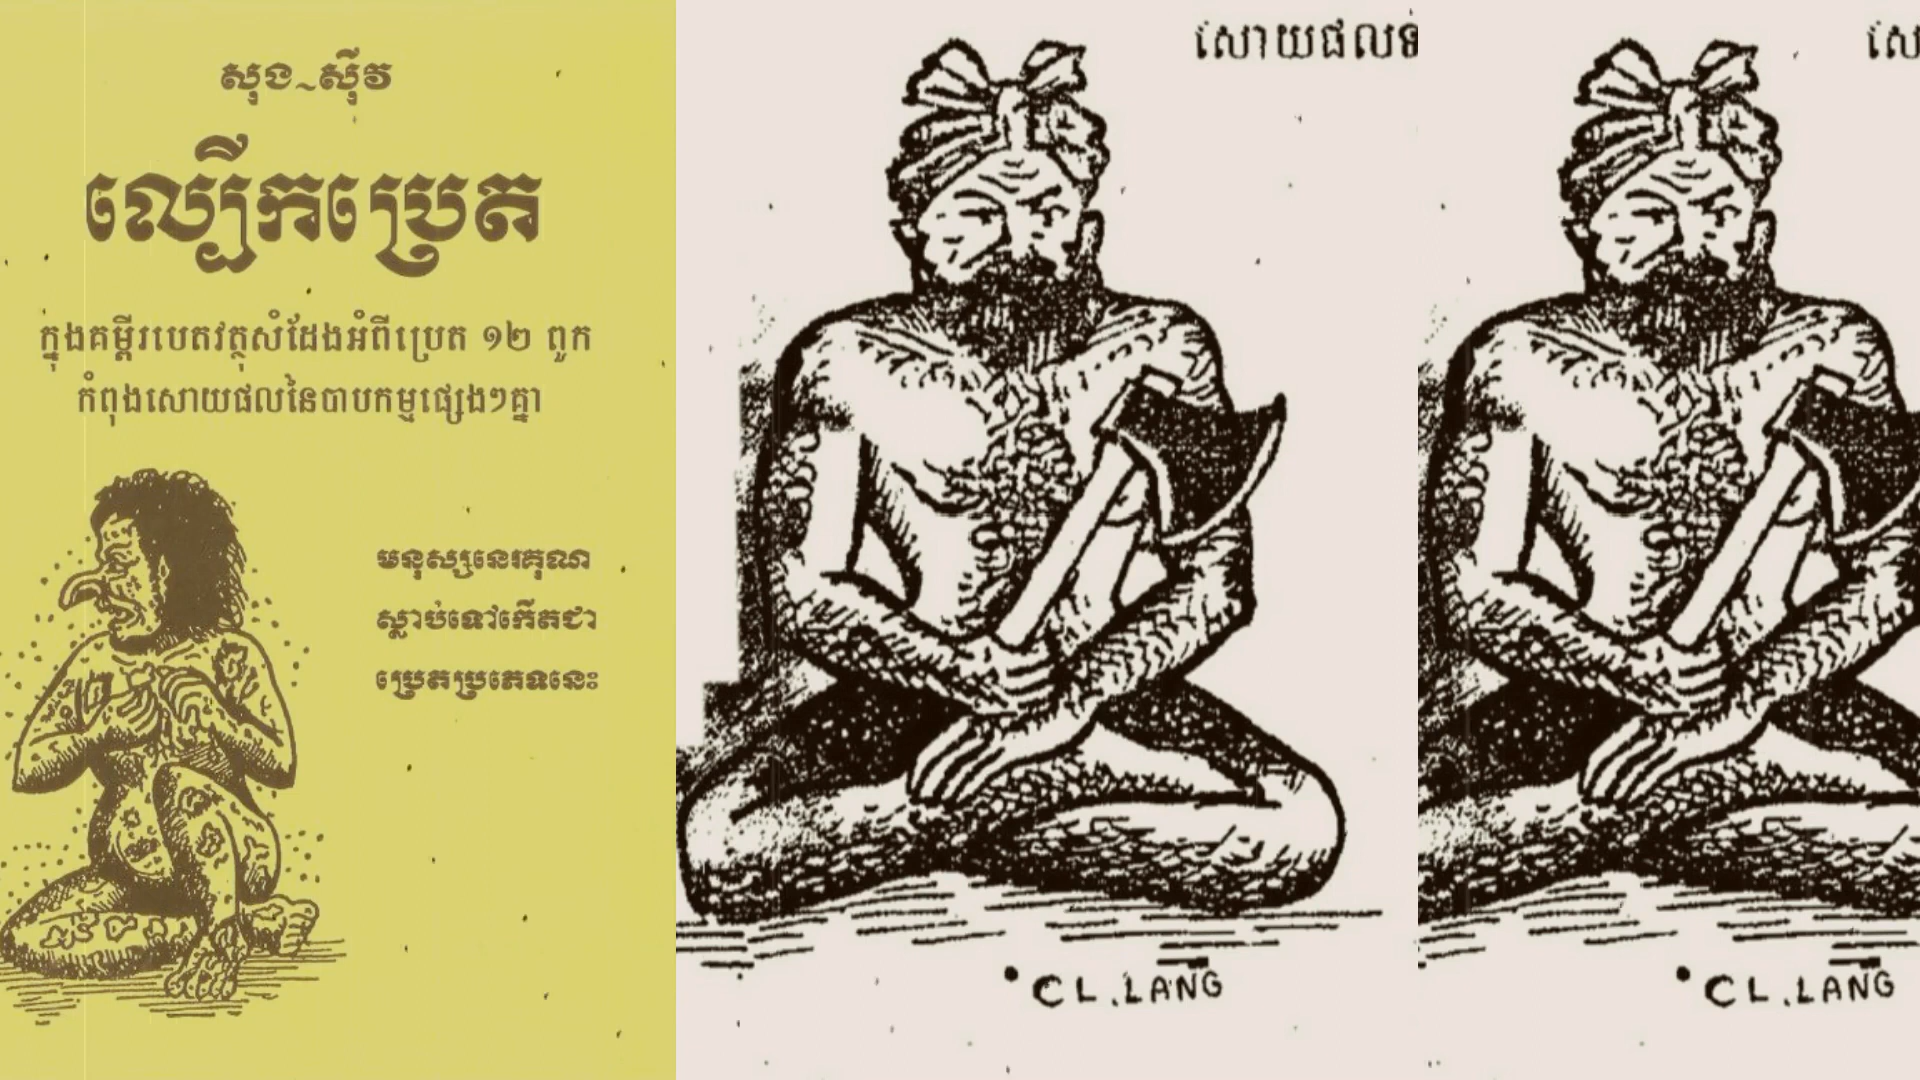 សុង~ស៊ីវ
ល្បើកប្រេត
ក្នុងគម្ពីរបេតវត្ថុសំដែងអំពីប្រេត ១២ ពួក
កំពុងសោយផលនៃបាបកម្មផ្សេងៗគ្នា
មនុស្សនេរគុណ
ស្លាប់ទៅកើតជា
ប្រេតប្រភេទនេះ
សោយផលទ
CL.LANG
សោ
CL.LANG